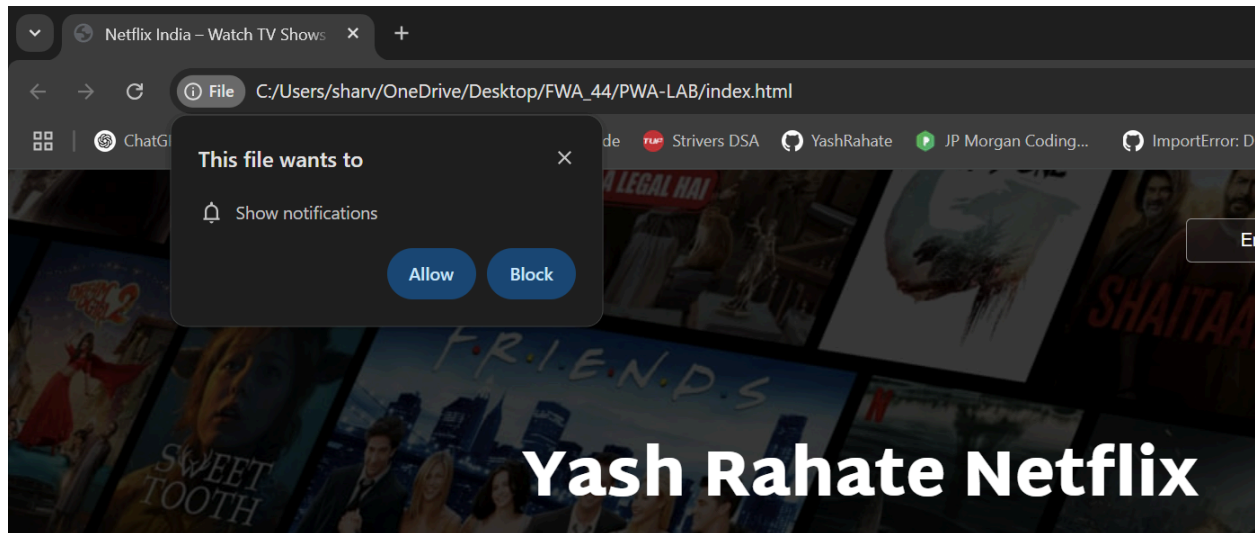 Netflix India – Watch TV Shows
File C:/Users/sharv/OneDrive/Desktop/FWA_44/PWA-LAB/index.html
ChatG de TUF Strivers DSA YashRahate JP Morgan Coding... ImportError: D
This file wants to
Show notifications
Allow Block
A LEGAL HAI
SHAITAA
F.R.I.E.N.D.S
SWEET
TOOTH
Yash Rahate Netflix